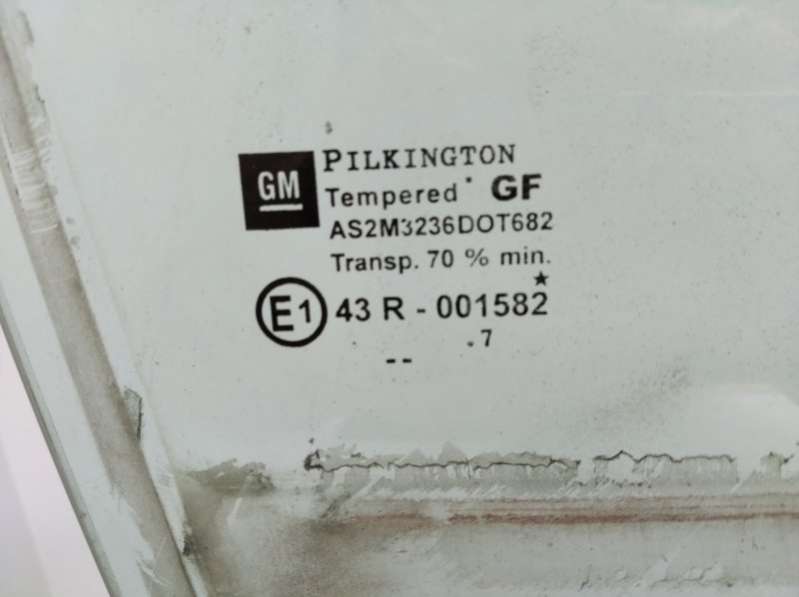 GM
PILKINGTON
Tempered • GF
AS2M3236DOT682
Transp. 70 % min.
★
E1 43 R - 001582
. 7
--